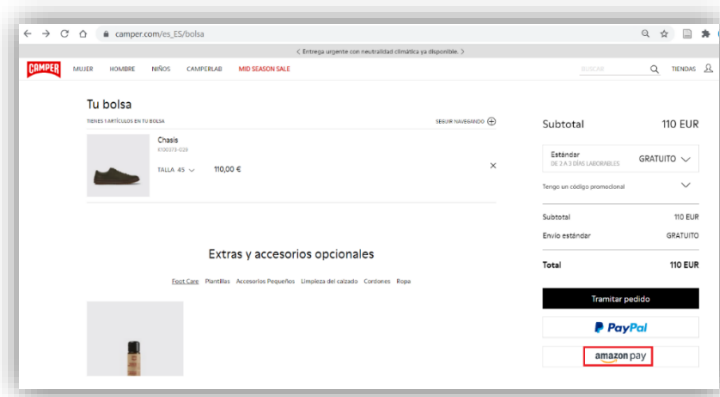 camper.com/es_ES/bolsa
< Entrega urgente con neutralidad climática ya disponible. >
CAMPER MUJER HOMBRE NIÑOS CAMPERLAB MID SEASON SALE BUSCAR TIENDAS
Tu bolsa
TIENES 1 ARTÍCULOS EN TU BOLSA SEGUIR NAVEGANDO
Chasis
TALLA 45 110,00 €
Extras y accesorios opcionales
Foot Care Plantillas Accesorios Pequeños Limpieza del calzado Cordones Ropa
Subtotal 110 EUR
Estándar GRATUITO
DE 2 A 3 DÍAS LABORABLES
Tengo un código promocional
Subtotal 110 EUR
Envío estándar GRATUITO
Total 110 EUR
Tramitar pedido
PayPal
amazon pay